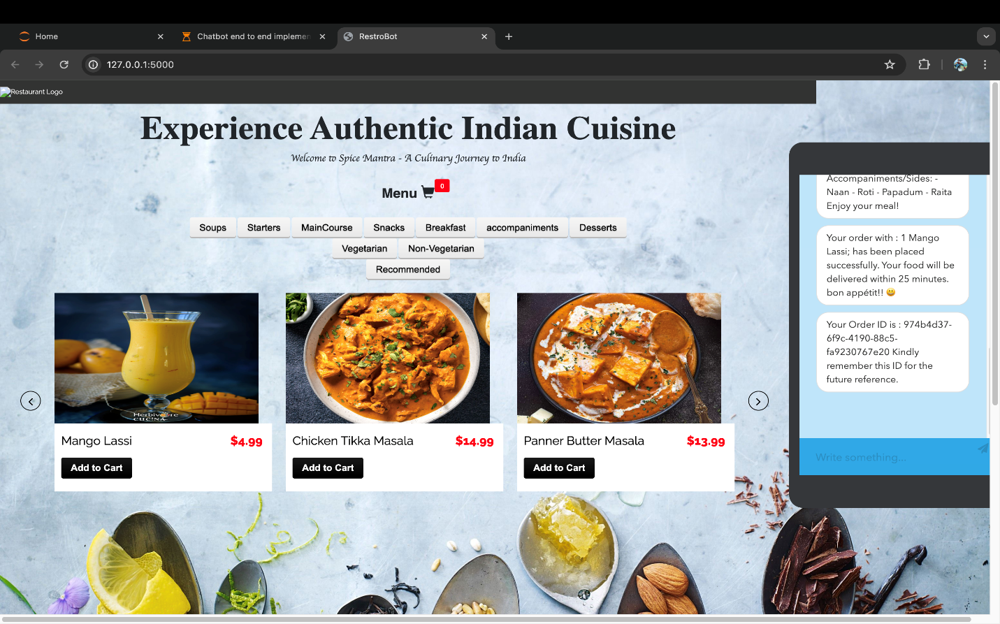 Home
Chatbot end to end implemen
RestroBot
127.0.0.1:5000
Restaurant Logo
Experience Authentic Indian Cuisine
Welcome to Spice Mantra - A Culinary Journey to India
Menu 0
Soups Starters MainCourse Snacks Breakfast accompaniments Desserts
Vegetarian Non-Vegetarian
Recommended
Herbivore
CUCINA
Mango Lassi $4.99
Add to Cart
Chicken Tikka Masala $14.99
Add to Cart
Panner Butter Masala $13.99
Add to Cart
Accompaniments/Sides: -
Naan - Roti - Papadum - Raita
Enjoy your meal!
Your order with : 1 Mango
Lassi; has been placed
successfully. Your food will be
delivered within 25 minutes.
bon appétit!! 😃
Your Order ID is : 974b4d37-
6f9c-4190-88c5-
fa9230767e20 Kindly
remember this ID for the
future reference.
Write something...